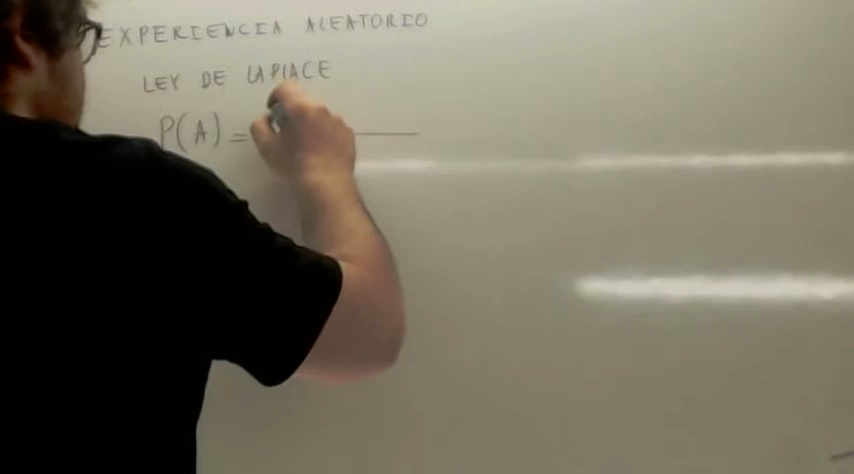 EXPERIENCIA ALEATORIO
LEY DE LAPLACE
P(A) =